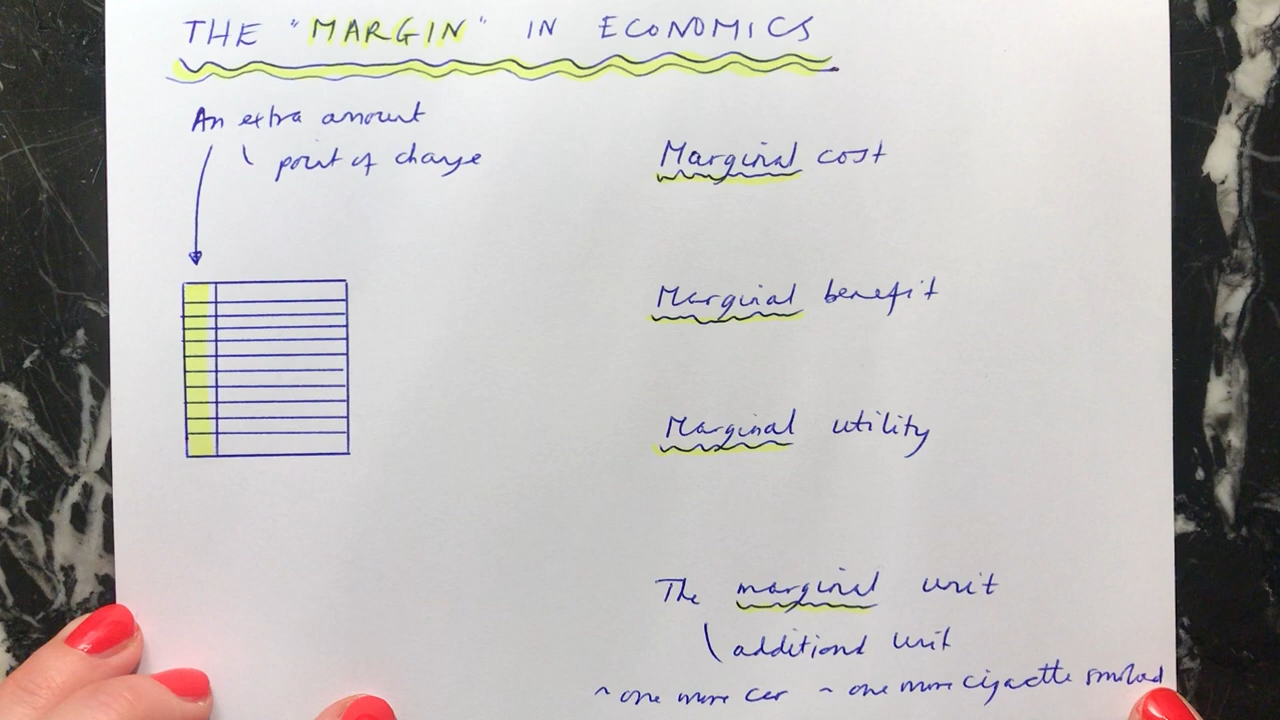 THE "MARGIN" IN ECONOMICS
An extra amount
point of change
Marginal cost
Marginal benefit
Marginal utility
The marginal unit
additional unit
~ one more car ~ one more cigarette smoked